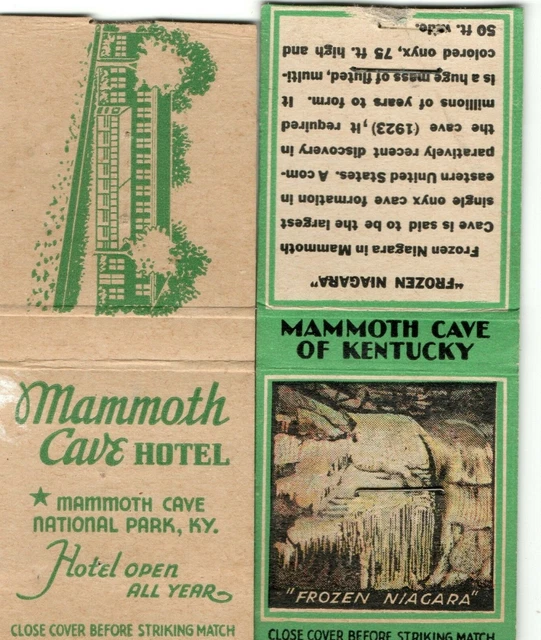 Mammoth
Cave HOTEL
★ MAMMOTH CAVE
NATIONAL PARK, KY.
Hotel OPEN
ALL YEAR
CLOSE COVER BEFORE STRIKING MATCH
"FROZEN NIAGARA"
Frozen Niagara in Mammoth
Cave is said to be the largest
single onyx cave formation in
eastern United States. A com-
paratively recent discovery in
the cave (1923), it required
millions of years to form. It
is a huge mass of fluted, multi-
colored onyx, 75 ft. high and
50 ft. wide.
MAMMOTH CAVE
OF KENTUCKY
"FROZEN NIAGARA"
CLOSE COVER BEFORE STRIKING MATCH